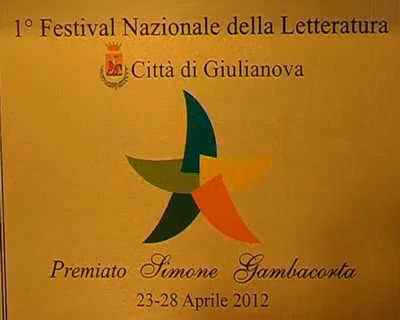 1° Festival Nazionale della Letteratura
Città di Giulianova
Premiato Simone Gambacorta
23-28 Aprile 2012